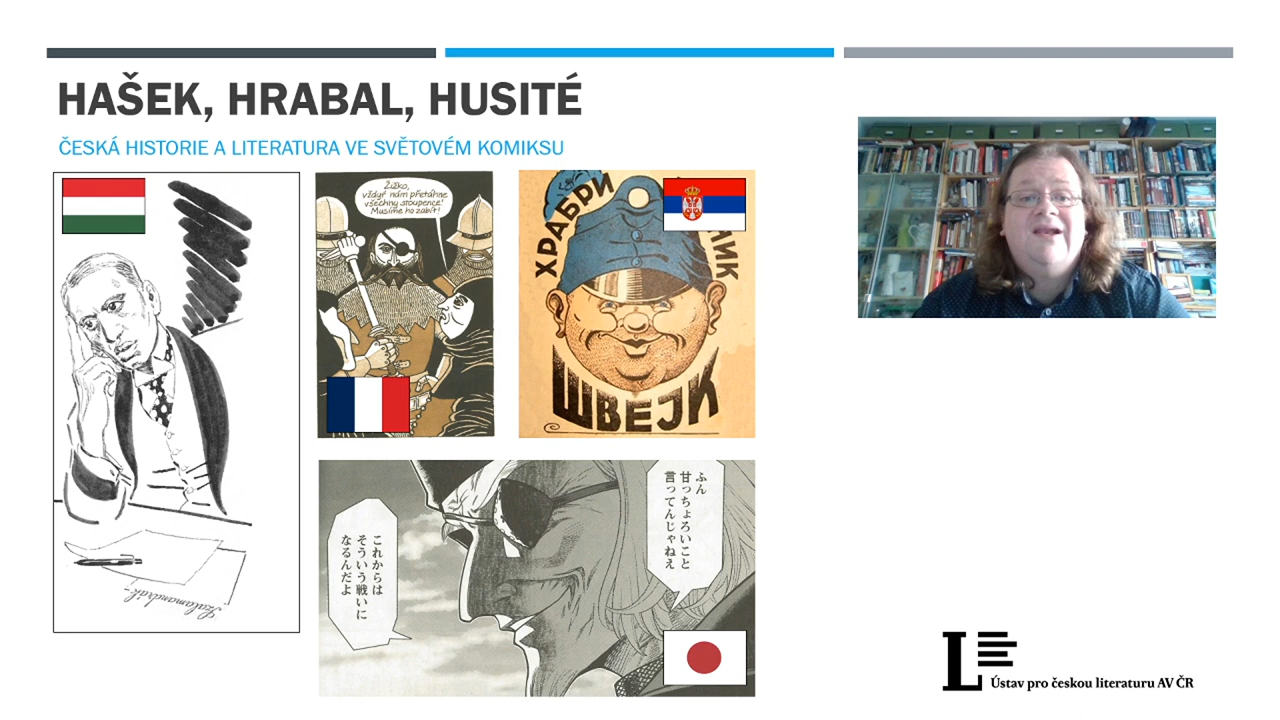 HAŠEK, HRABAL, HUSITÉ
ČESKÁ HISTORIE A LITERATURA VE SVĚTOVÉM KOMIKSU
Žižko,
vždyť nám přetáhne
všechny stoupence!
Musíme ho zabít!
ХРАБРИ
ШВЕЈК
ふん
甘っちょろいこと
言ってんじゃねえ
これからは
そういう戦いに
なるんだよ
Szalamandrák
Ústav pro českou literaturu AV ČR